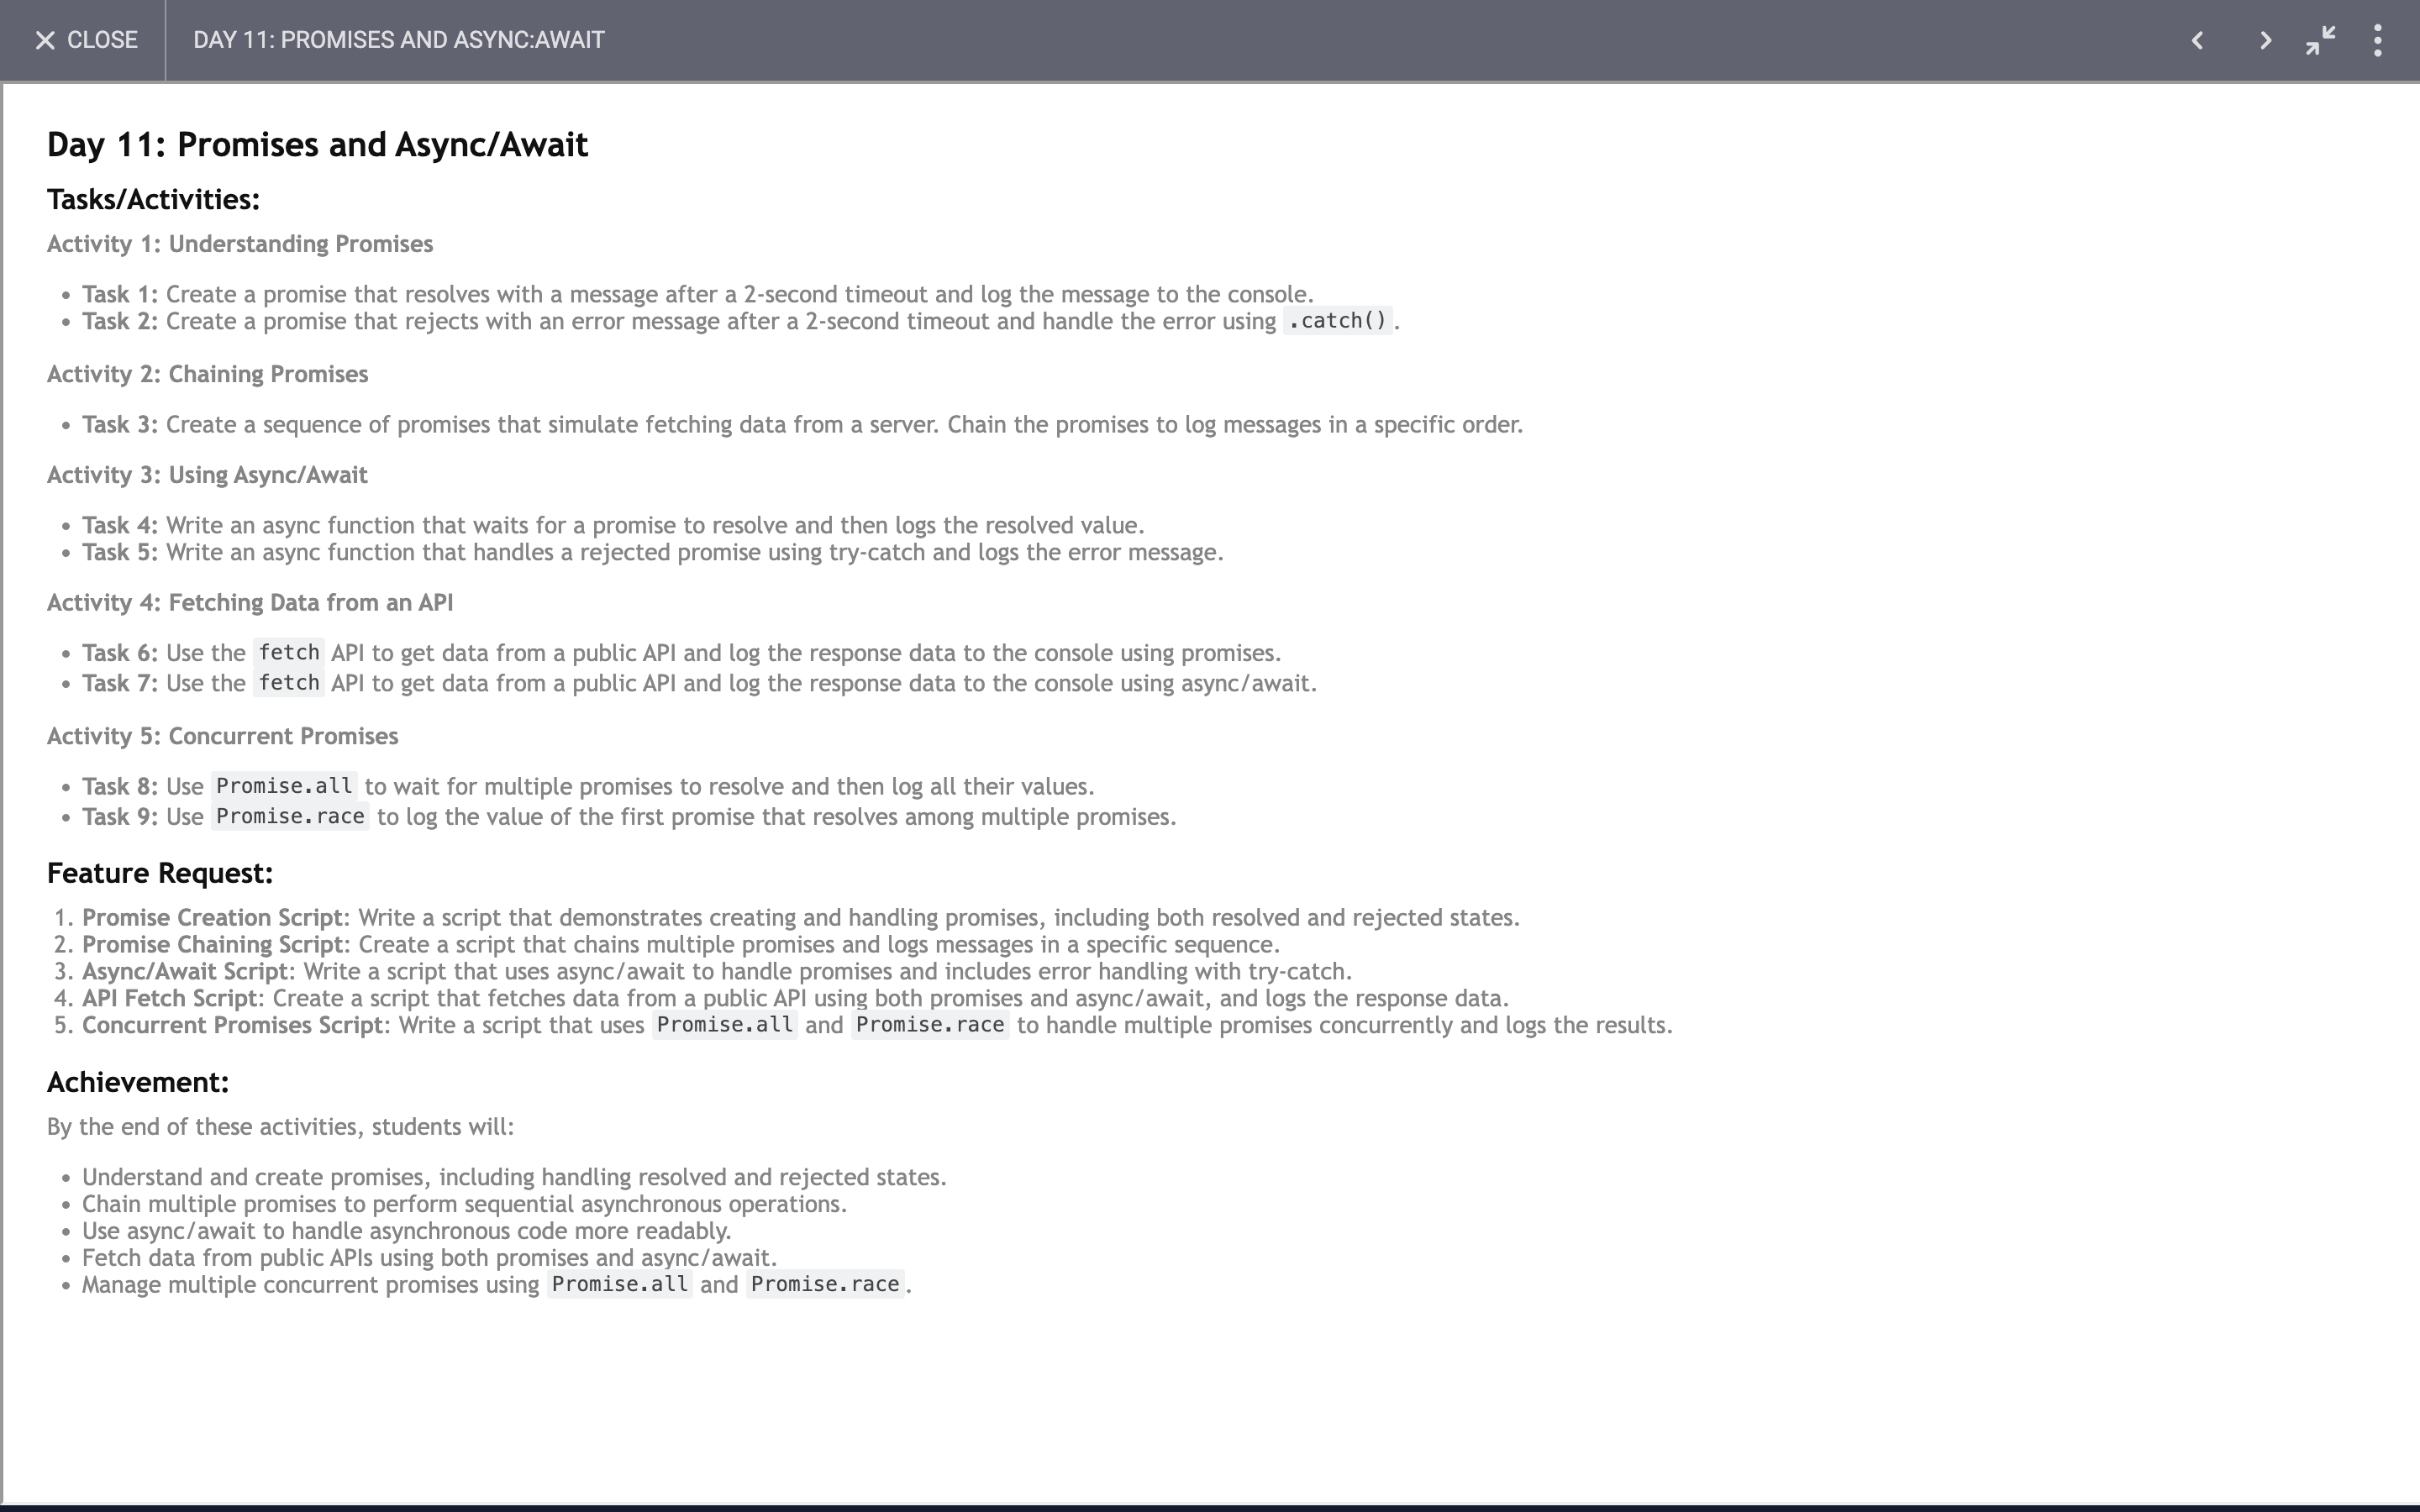 CLOSE
DAY 11: PROMISES AND ASYNC:AWAIT
Day 11: Promises and Async/Await
Tasks/Activities:
Activity 1: Understanding Promises
• Task 1: Create a promise that resolves with a message after a 2-second timeout and log the message to the console.
• Task 2: Create a promise that rejects with an error message after a 2-second timeout and handle the error using .catch().
Activity 2: Chaining Promises
• Task 3: Create a sequence of promises that simulate fetching data from a server. Chain the promises to log messages in a specific order.
Activity 3: Using Async/Await
• Task 4: Write an async function that waits for a promise to resolve and then logs the resolved value.
• Task 5: Write an async function that handles a rejected promise using try-catch and logs the error message.
Activity 4: Fetching Data from an API
• Task 6: Use the fetch API to get data from a public API and log the response data to the console using promises.
• Task 7: Use the fetch API to get data from a public API and log the response data to the console using async/await.
Activity 5: Concurrent Promises
• Task 8: Use Promise.all to wait for multiple promises to resolve and then log all their values.
• Task 9: Use Promise.race to log the value of the first promise that resolves among multiple promises.
Feature Request:
1. Promise Creation Script: Write a script that demonstrates creating and handling promises, including both resolved and rejected states.
2. Promise Chaining Script: Create a script that chains multiple promises and logs messages in a specific sequence.
3. Async/Await Script: Write a script that uses async/await to handle promises and includes error handling with try-catch.
4. API Fetch Script: Create a script that fetches data from a public API using both promises and async/await, and logs the response data.
5. Concurrent Promises Script: Write a script that uses Promise.all and Promise.race to handle multiple promises concurrently and logs the results.
Achievement:
By the end of these activities, students will:
• Understand and create promises, including handling resolved and rejected states.
• Chain multiple promises to perform sequential asynchronous operations.
• Use async/await to handle asynchronous code more readably.
• Fetch data from public APIs using both promises and async/await.
• Manage multiple concurrent promises using Promise.all and Promise.race.